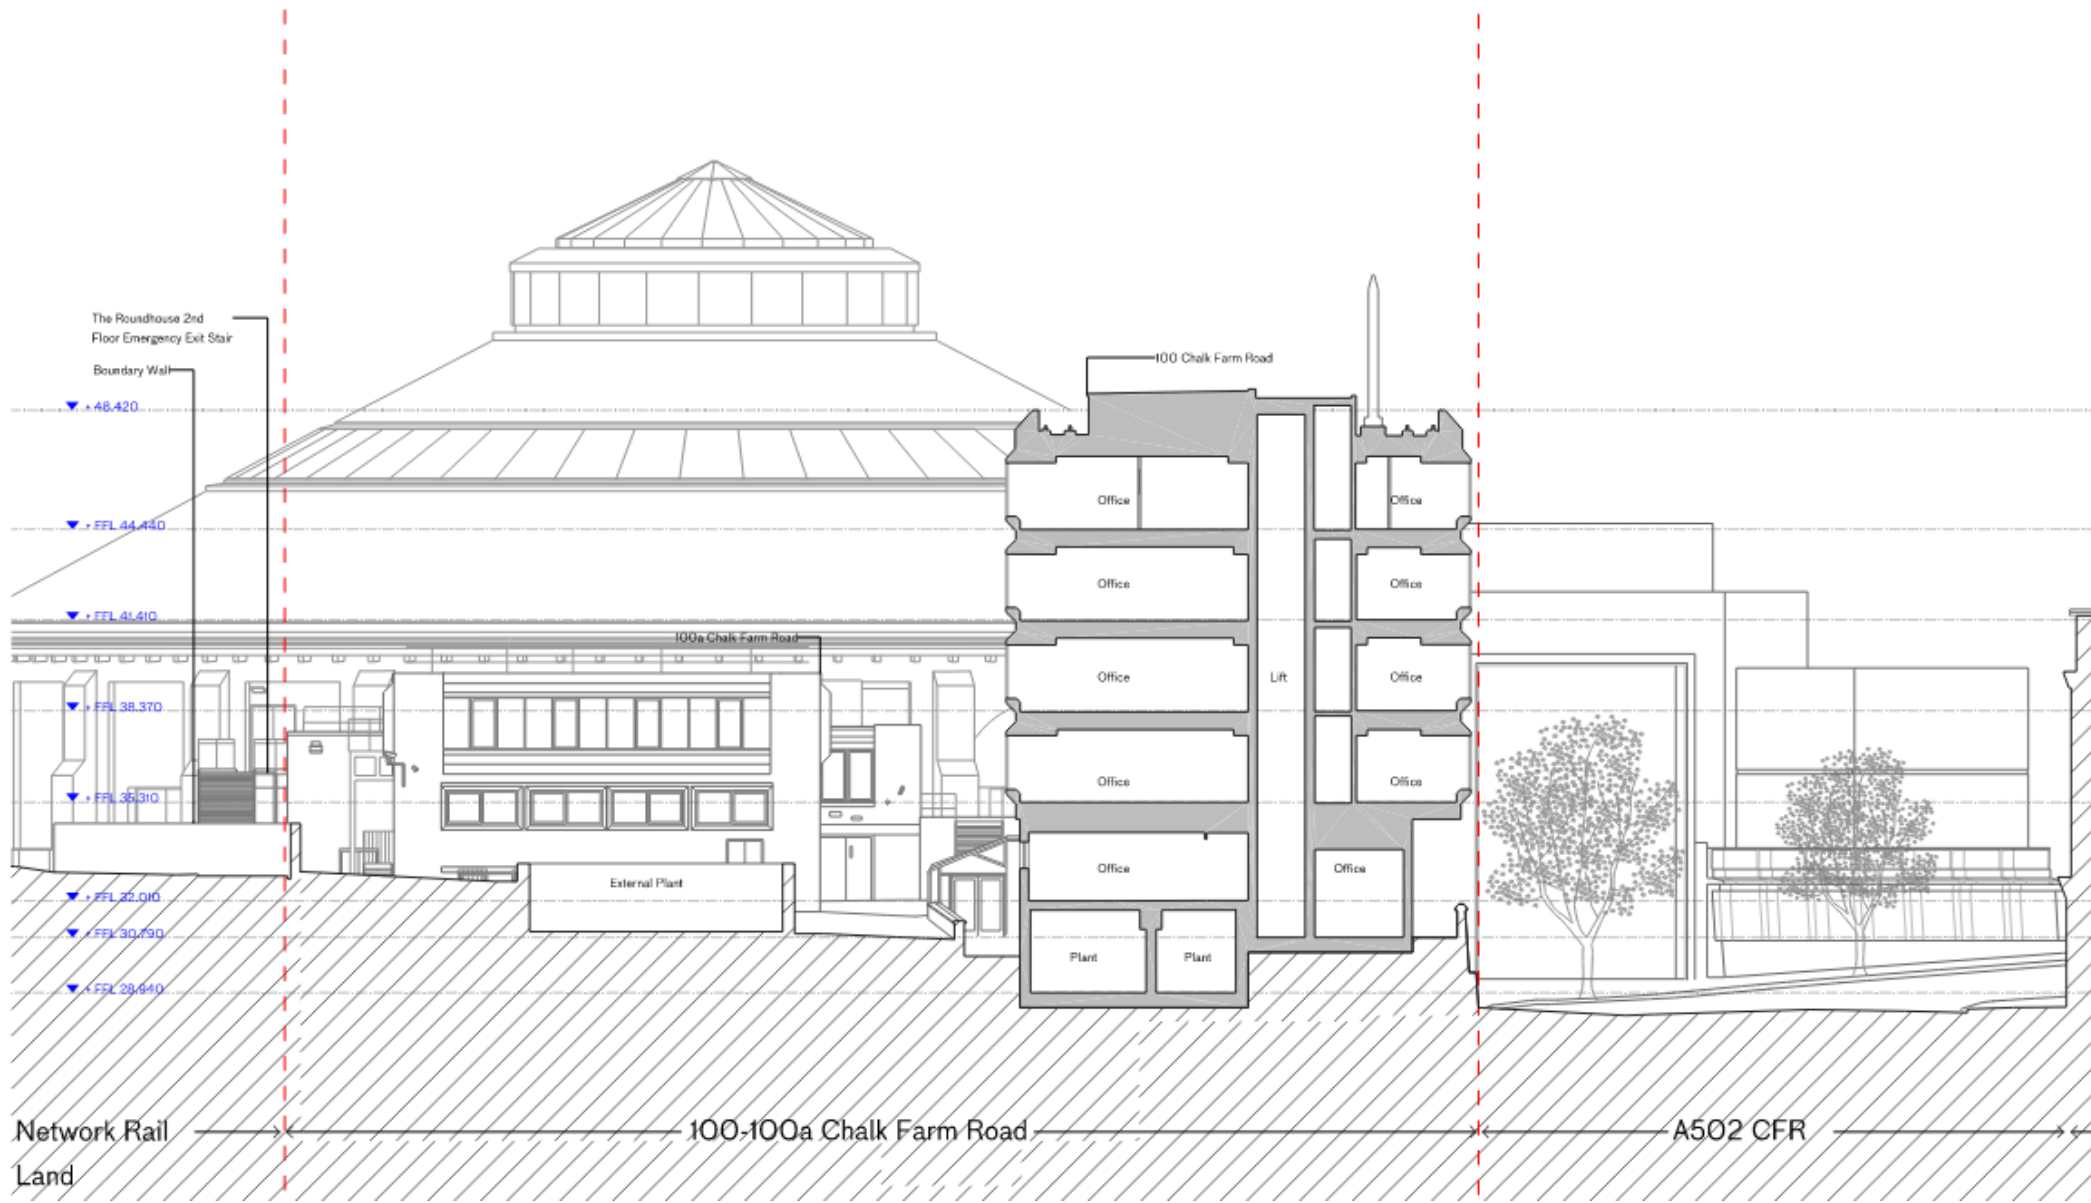 The Roundhouse 2nd
Floor Emergency Exit Stair
Boundary Wall
100 Chalk Farm Road
+ 48.420
Office
Office
+ FFL 44.440
Office
Office
+ FFL 41.410
100a Chalk Farm Road
Office
Lift
Office
+ FFL 38.370
Office
Office
+ FFL 35.310
Office
Office
External Plant
+ FFL 32.010
+ FFL 30.790
Plant
Plant
+ FFL 28.940
Network Rail
Land
100-100a Chalk Farm Road
A502 CFR